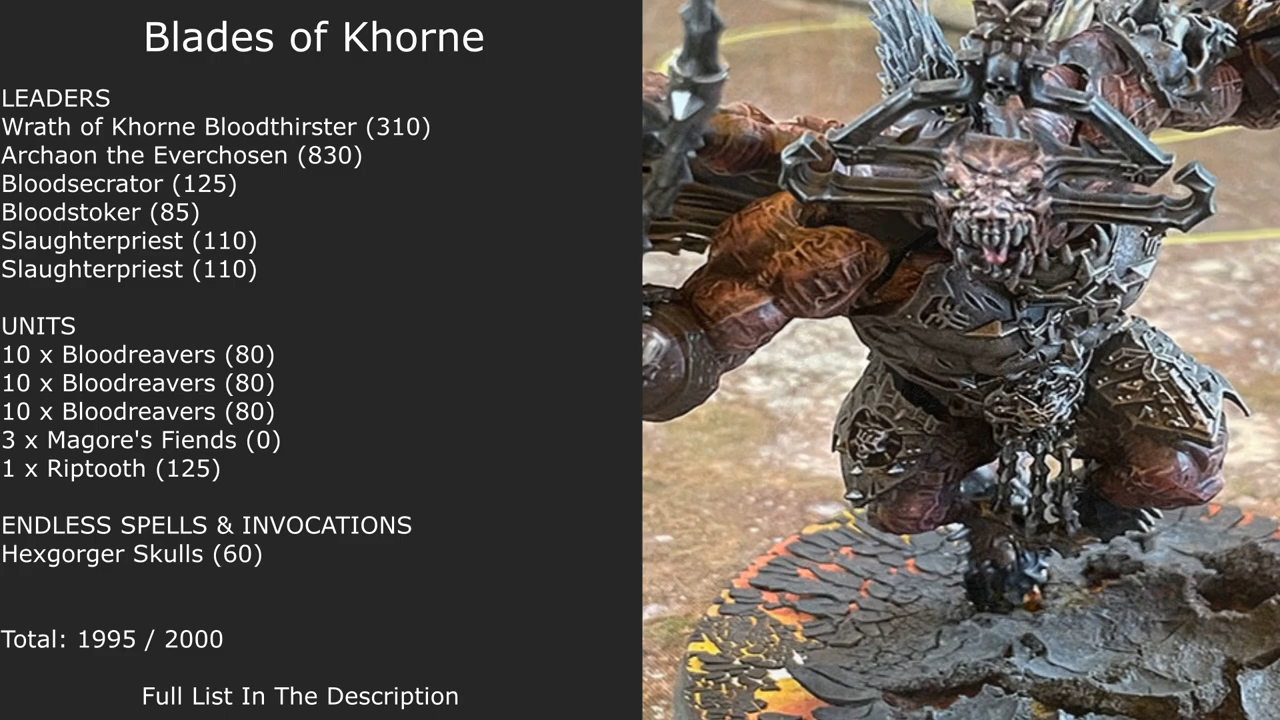 Blades of Khorne
LEADERS
Wrath of Khorne Bloodthirster (310)
Archaon the Everchosen (830)
Bloodsecrator (125)
Bloodstoker (85)
Slaughterpriest (110)
Slaughterpriest (110)
UNITS
10 x Bloodreavers (80)
10 x Bloodreavers (80)
10 x Bloodreavers (80)
3 x Magore's Fiends (0)
1 x Riptooth (125)
ENDLESS SPELLS & INVOCATIONS
Hexgorger Skulls (60)
Total: 1995 / 2000
Full List In The Description